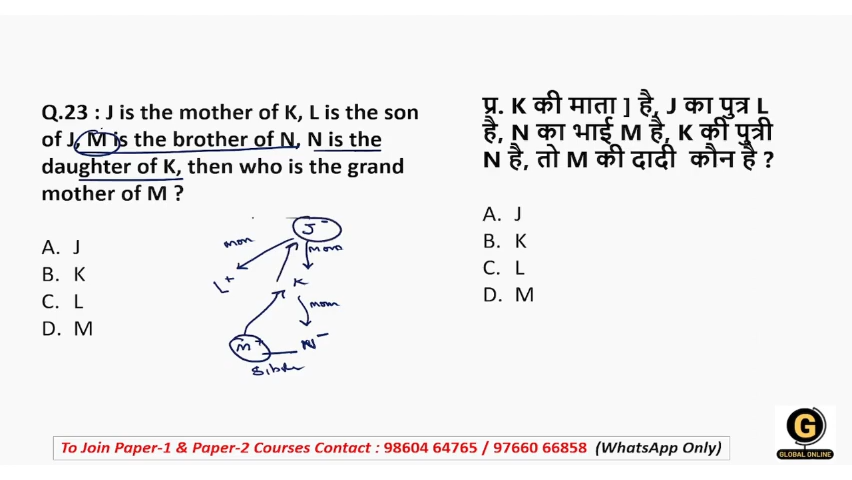 Q.23 : J is the mother of K, L is the son
of J, M is the brother of N, N is the
daughter of K, then who is the grand
mother of M ?
A. J
B. K
C. L
D. M
प्र. K की माता ] है, J का पुत्र L
है, N का भाई M है, K की पुत्री
N है, तो M की दादी कौन है ?
A. J
B. K
C. L
D. M
J -
mom
L+
K
mom
M+
N -
To Join Paper-1 & Paper-2 Courses Contact : 98604 64765 / 97660 66858 (WhatsApp Only)
G
GLOBAL ONLINE